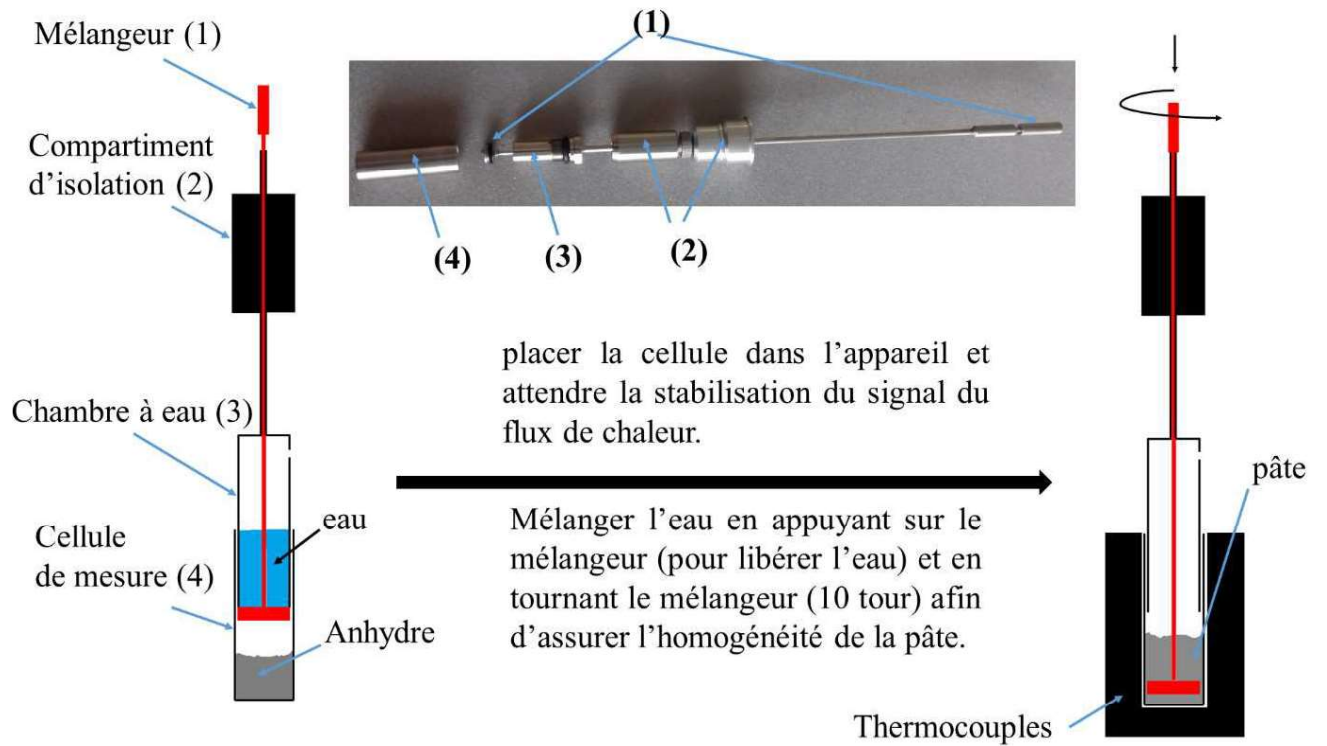 Mélangeur (1)
Compartiment
d’isolation (2)
Chambre à eau (3)
eau
Cellule
de mesure (4)
Anhydre
(1)
(4)
(3)
(2)
placer la cellule dans l’appareil et
attendre la stabilisation du signal du
flux de chaleur.
Mélanger l’eau en appuyant sur le
mélangeur (pour libérer l’eau) et en
tournant le mélangeur (10 tour) afin
d’assurer l’homogénéité de la pâte.
pâte
Thermocouples